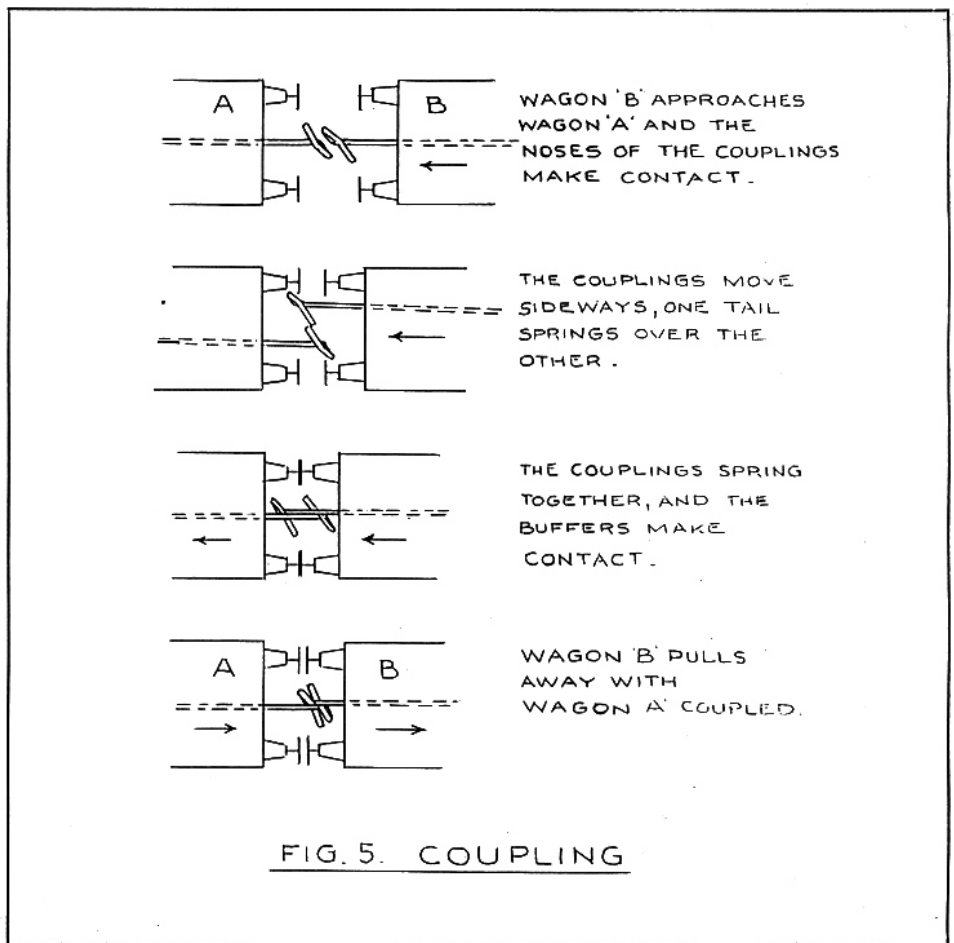 A B
WAGON 'B' APPROACHES
WAGON 'A' AND THE
NOSES OF THE COUPLINGS
MAKE CONTACT.
THE COUPLINGS MOVE
SIDEWAYS, ONE TAIL
SPRINGS OVER THE
OTHER.
THE COUPLINGS SPRING
TOGETHER, AND THE
BUFFERS MAKE
CONTACT.
A B
WAGON 'B' PULLS
AWAY WITH
WAGON A' COUPLED.
FIG. 5. COUPLING